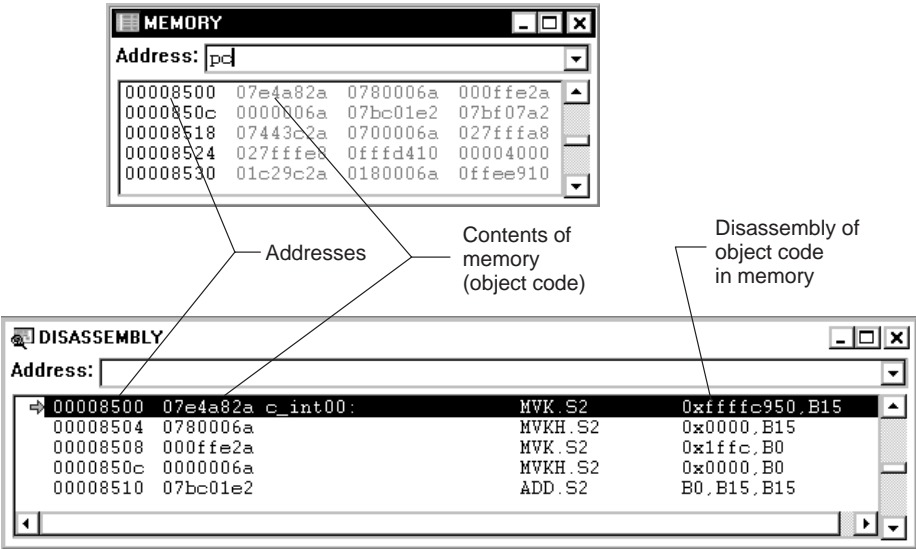 MEMORY
Address: pc
00008500 07e4a82a 0780006a 000ffe2a
0000850c 0000006a 07bc01e2 07bf07a2
00008518 07443c2a 0700006a 027fffa8
00008524 027fffe8 0fffd410 00004000
00008530 01c29c2a 0180006a 0ffee910
Addresses
Contents of
memory
(object code)
Disassembly of
object code
in memory
DISASSEMBLY
Address:
00008500 07e4a82a c_int00: MVK.S2 0xffffc950,B15
00008504 0780006a MVKH.S2 0x0000,B15
00008508 000ffe2a MVK.S2 0x1ffc,B0
0000850c 0000006a MVKH.S2 0x0000,B0
00008510 07bc01e2 ADD.S2 B0,B15,B15